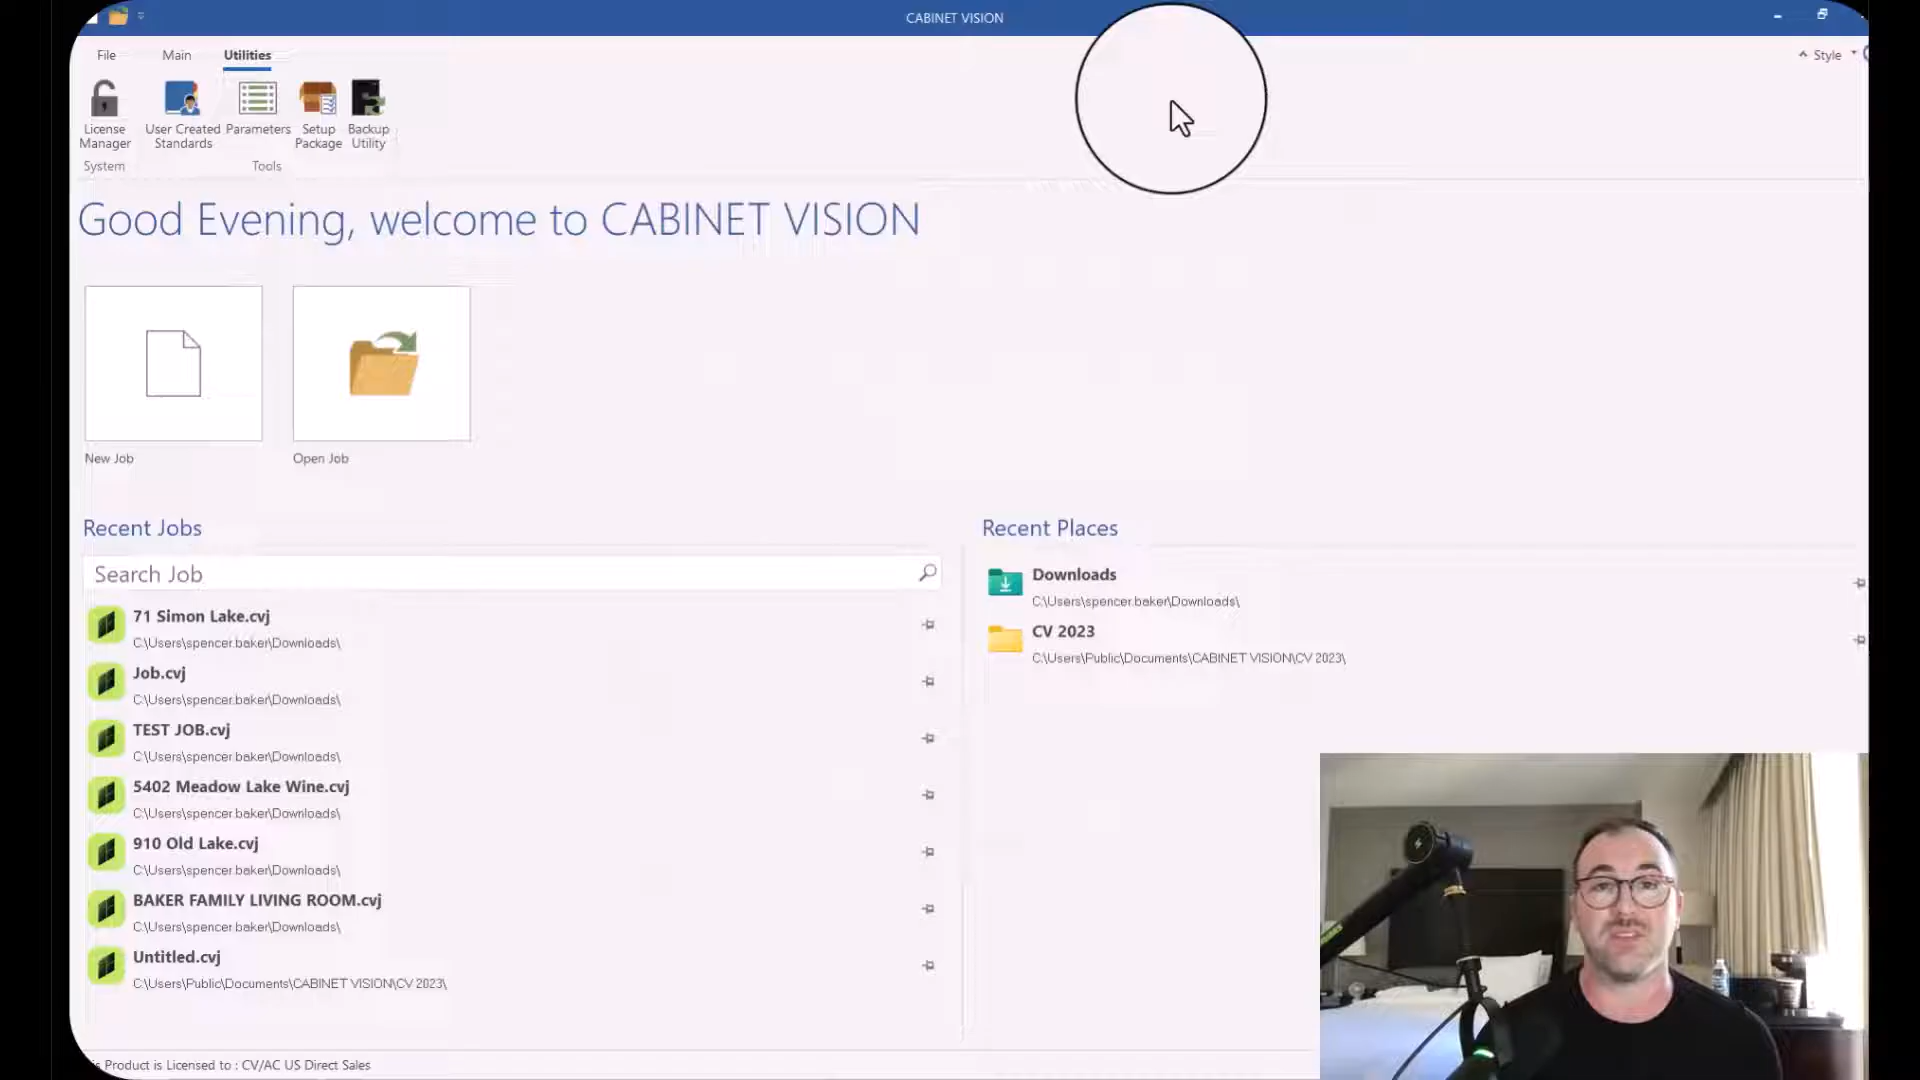 CABINET VISION
File Main Utilities
Style
License Manager
User Created Standards
Parameters
Setup Package
Backup Utility
System
Tools
Good Evening, welcome to CABINET VISION
New Job
Open Job
Recent Jobs
Search Job
71 Simon Lake.cvj
C:\Users\spencer.baker\Downloads\
Job.cvj
C:\Users\spencer.baker\Downloads\
TEST JOB.cvj
C:\Users\spencer.baker\Downloads\
5402 Meadow Lake Wine.cvj
C:\Users\spencer.baker\Downloads\
910 Old Lake.cvj
C:\Users\spencer.baker\Downloads\
BAKER FAMILY LIVING ROOM.cvj
C:\Users\spencer.baker\Downloads\
Untitled.cvj
C:\Users\Public\Documents\CABINET VISION\CV 2023\
Recent Places
Downloads
C:\Users\spencer.baker\Downloads\
CV 2023
C:\Users\Public\Documents\CABINET VISION\CV 2023\
Product is Licensed to : CV/AC US Direct Sales